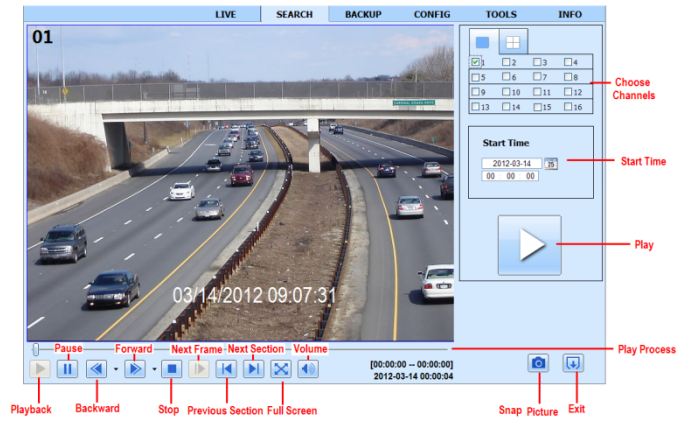 LIVE SEARCH BACKUP CONFIG TOOLS INFO
01
1 2 3 4
5 6 7 8
9 10 11 12
13 14 15 16
Choose
Channels
Start Time
2012-03-14 15
00 00 00
Start Time
Play
03/14/2012 09:07:31
Play Process
Pause Forward Next Frame Next Section Volume
[00:00:00 -- 00:00:00]
2012-03-14 00:00:04
Playback Backward Stop Previous Section Full Screen Snap Picture Exit